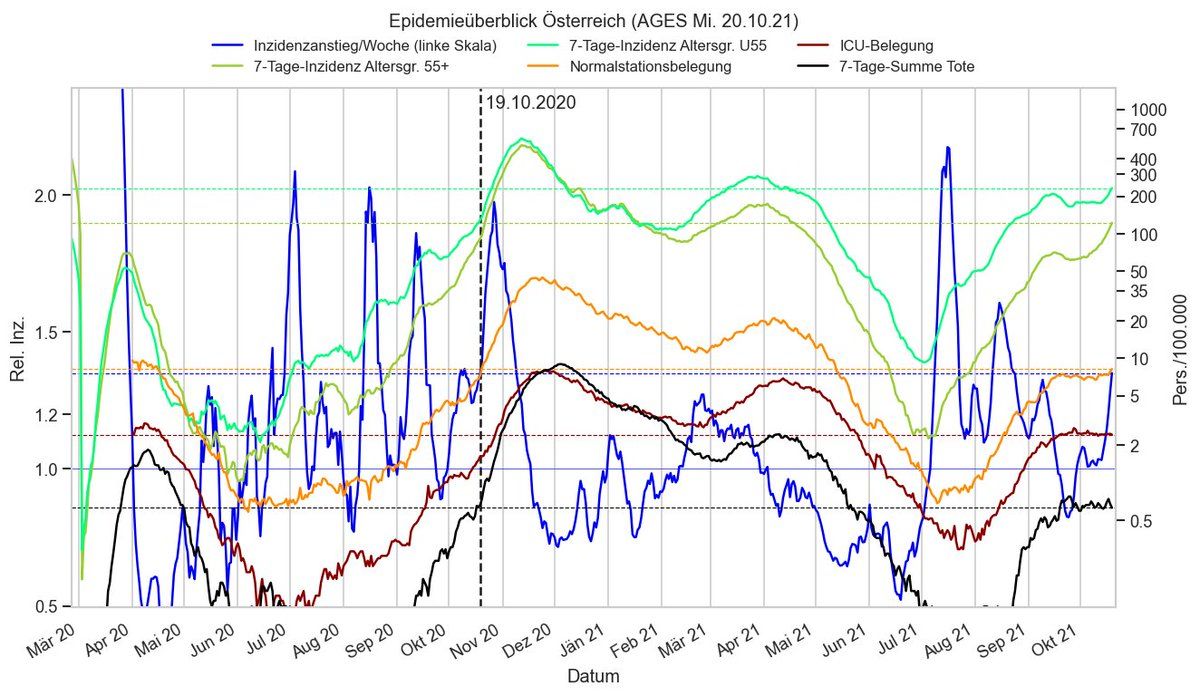 Epidemieüberblick Österreich (AGES Mi. 20.10.21)
Inzidenzanstieg/Woche (linke Skala)
7-Tage-Inzidenz Altersgr. U55
ICU-Belegung
7-Tage-Inzidenz Altersgr. 55+
Normalstationsbelegung
7-Tage-Summe Tote
19.10.2020
Rel. Inz.
2.0
1.5
1.2
1.0
0.5
1000
700
400
300
200
100
50
35
20
10
5
2
0.5
Pers./100.000
Mär 20
Apr 20
Mai 20
Jun 20
Jul 20
Aug 20
Sep 20
Okt 20
Nov 20
Dez 20
Jan 21
Feb 21
Mär 21
Apr 21
Mai 21
Jun 21
Jul 21
Aug 21
Sep 21
Okt 21
Datum